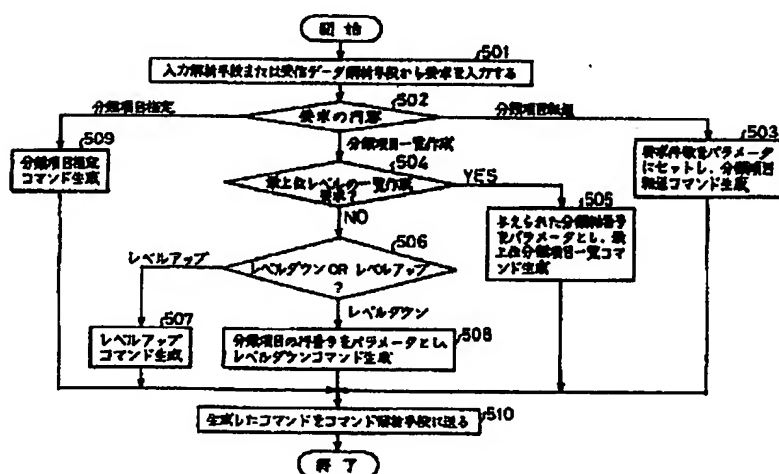 開始
501
入力解析手段または受信データ解析手段から要求を入力する
502
要求の内容
分類項目指定
分類項目転送
分類項目一覧作成
509
分類項目指定
コマンド生成
503
要求件数をパラメータ
にセットし、分類項目
転送コマンド生成
504
最上位レベルの一覧作成
要求?
YES
NO
505
与えられた分類軸番号
をパラメータとし、最
上位分類項目一覧コマ
ンド生成
506
レベルダウン OR レベルアップ
?
レベルアップ
レベルダウン
507
レベルアップ
コマンド生成
508
分類項目の行番号をパラメータとし、
レベルダウンコマンド生成
510
生成したコマンドをコマンド解析手段に送る
終了